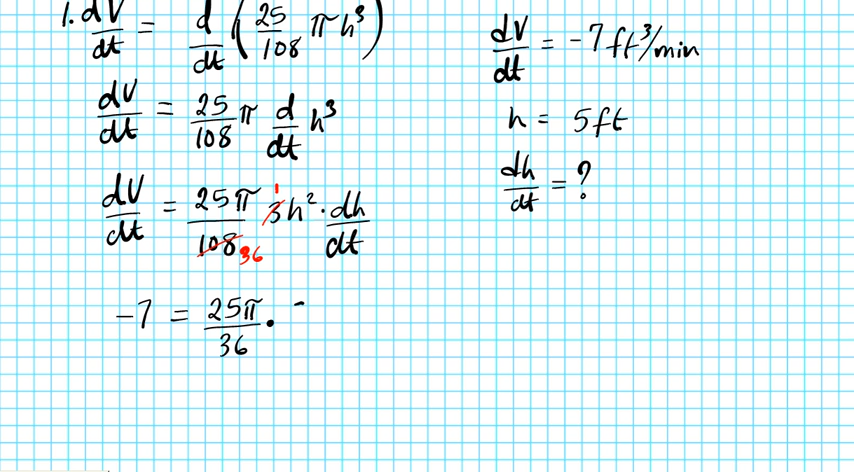 1. dV/dt = d/dt (25/108 πh³)
dV/dt = 25/108 π d/dt h³
dV/dt = 25π/108 3h² · dh/dt
1
36
-7 = 25π/36 ·
dV/dt = -7 ft³/min
h = 5ft
dh/dt = ?